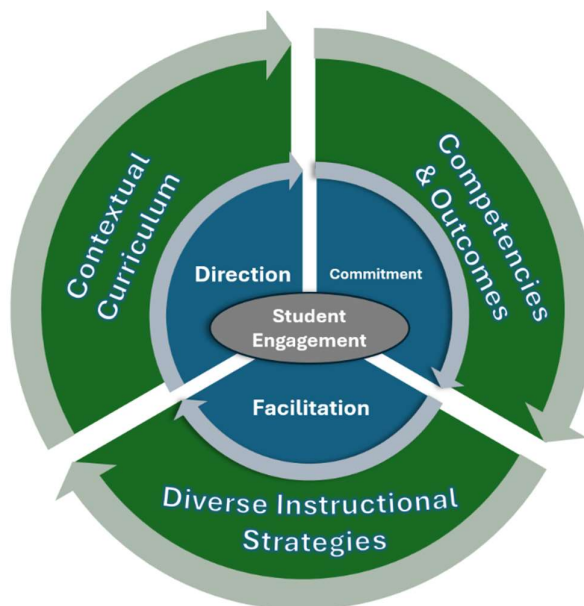 Contextual
Curriculum
Competencies
& Outcomes
Direction
Commitment
Student
Engagement
Facilitation
Diverse Instructional
Strategies